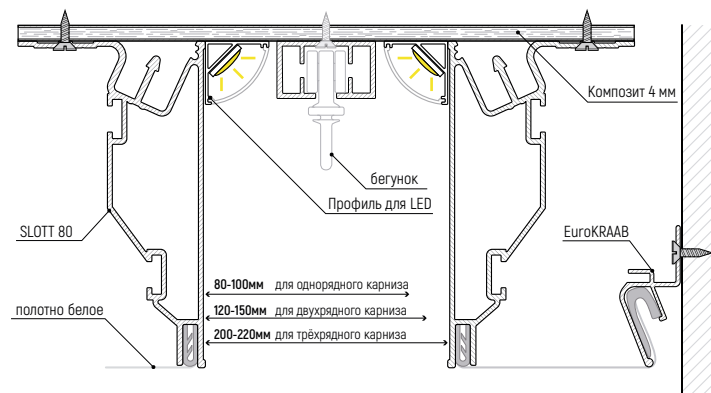 Композит 4 мм
бегунок
Профиль для LED
SLOTT 80
EuroKRAAB
80-100мм для однорядного карниза
120-150мм для двухрядного карниза
полотно белое
200-220мм для трёхрядного карниза